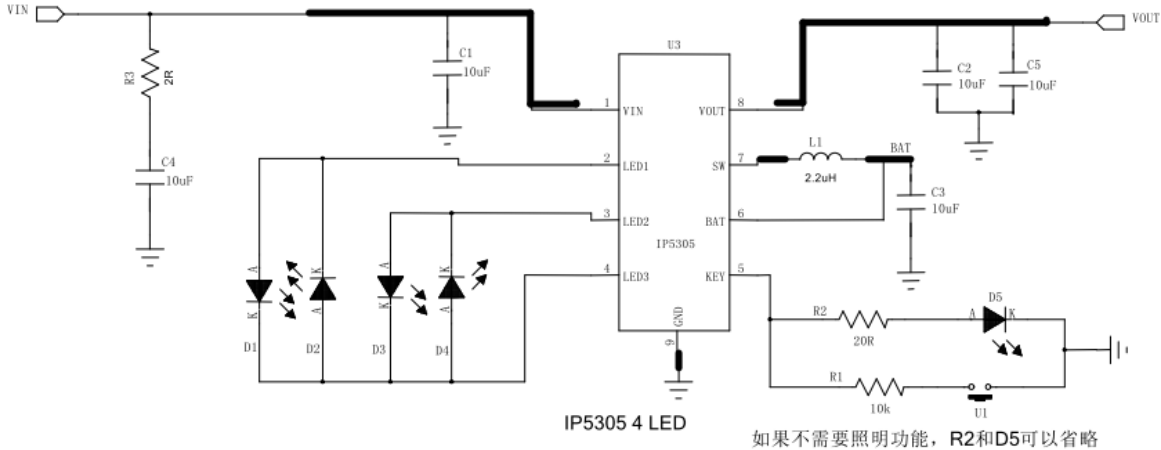 VIN
VOUT
R3
2R
C4
10uF
C1
10uF
U3
C2
10uF
C5
10uF
1
VIN
VOUT
8
2
LED1
SW
7
L1
2.2uH
BAT
C3
10uF
3
LED2
BAT
6
IP5305
4
LED3
KEY
5
GND
9
A
K
D1
K
A
D2
A
K
D3
K
A
D4
R2
20R
A
D5
K
R1
10k
U1
IP5305 4 LED
如果不需要照明功能，R2和D5可以省略